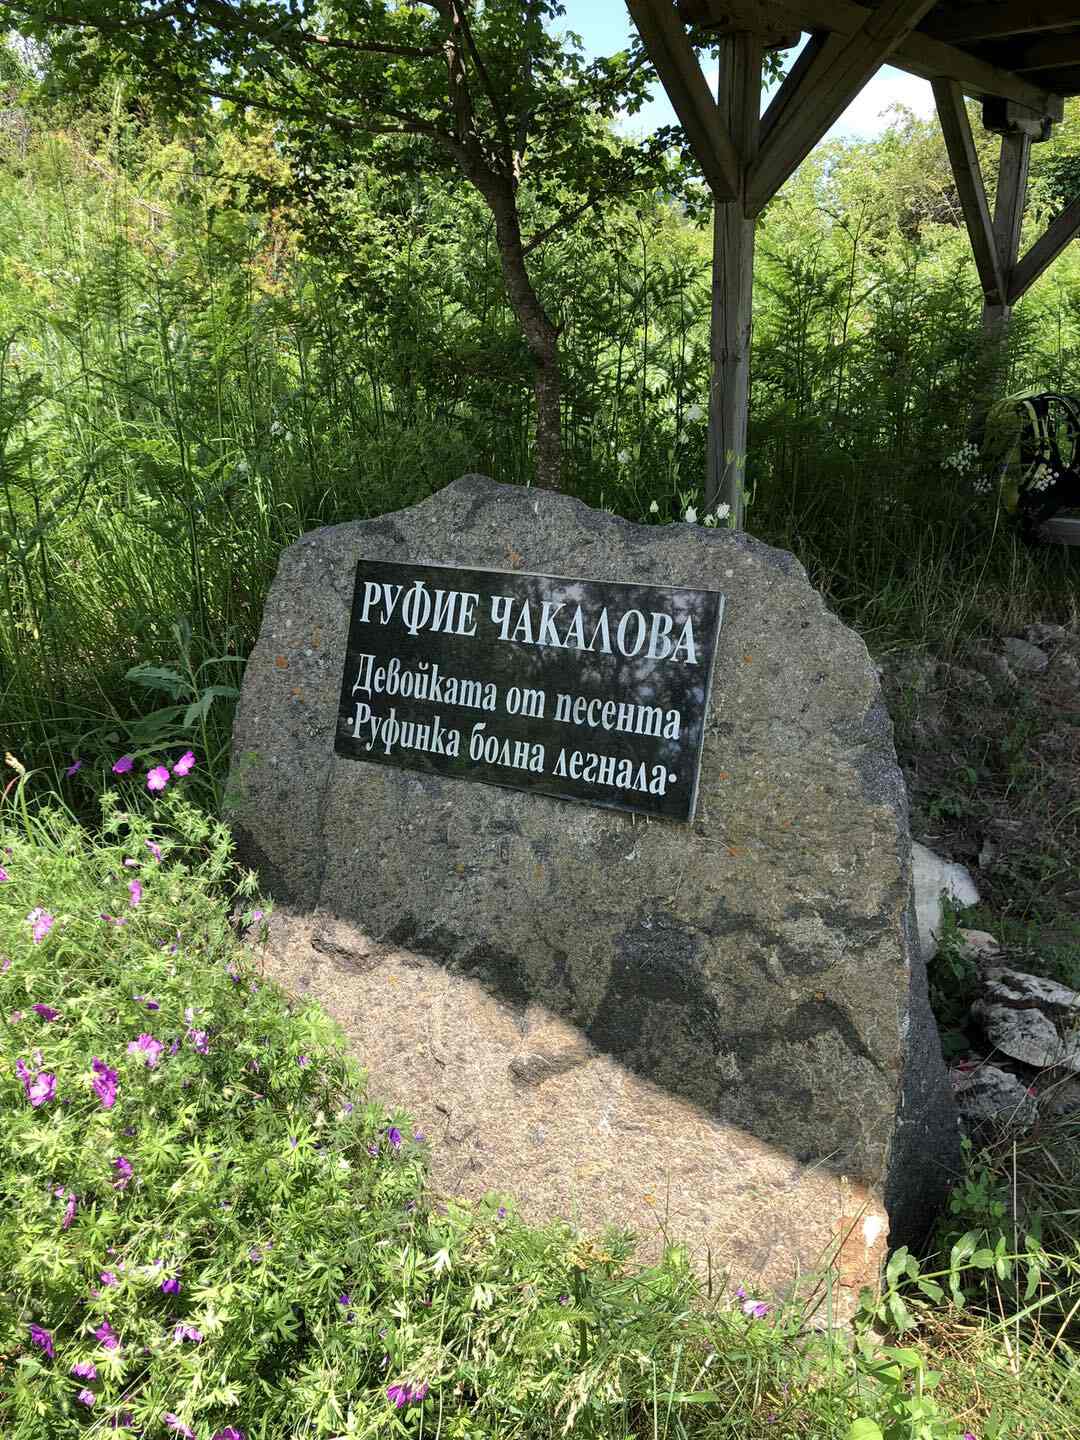 РУФИЕ ЧАКАЛОВА
Девойката от песента
·Руфинка болна легнала·